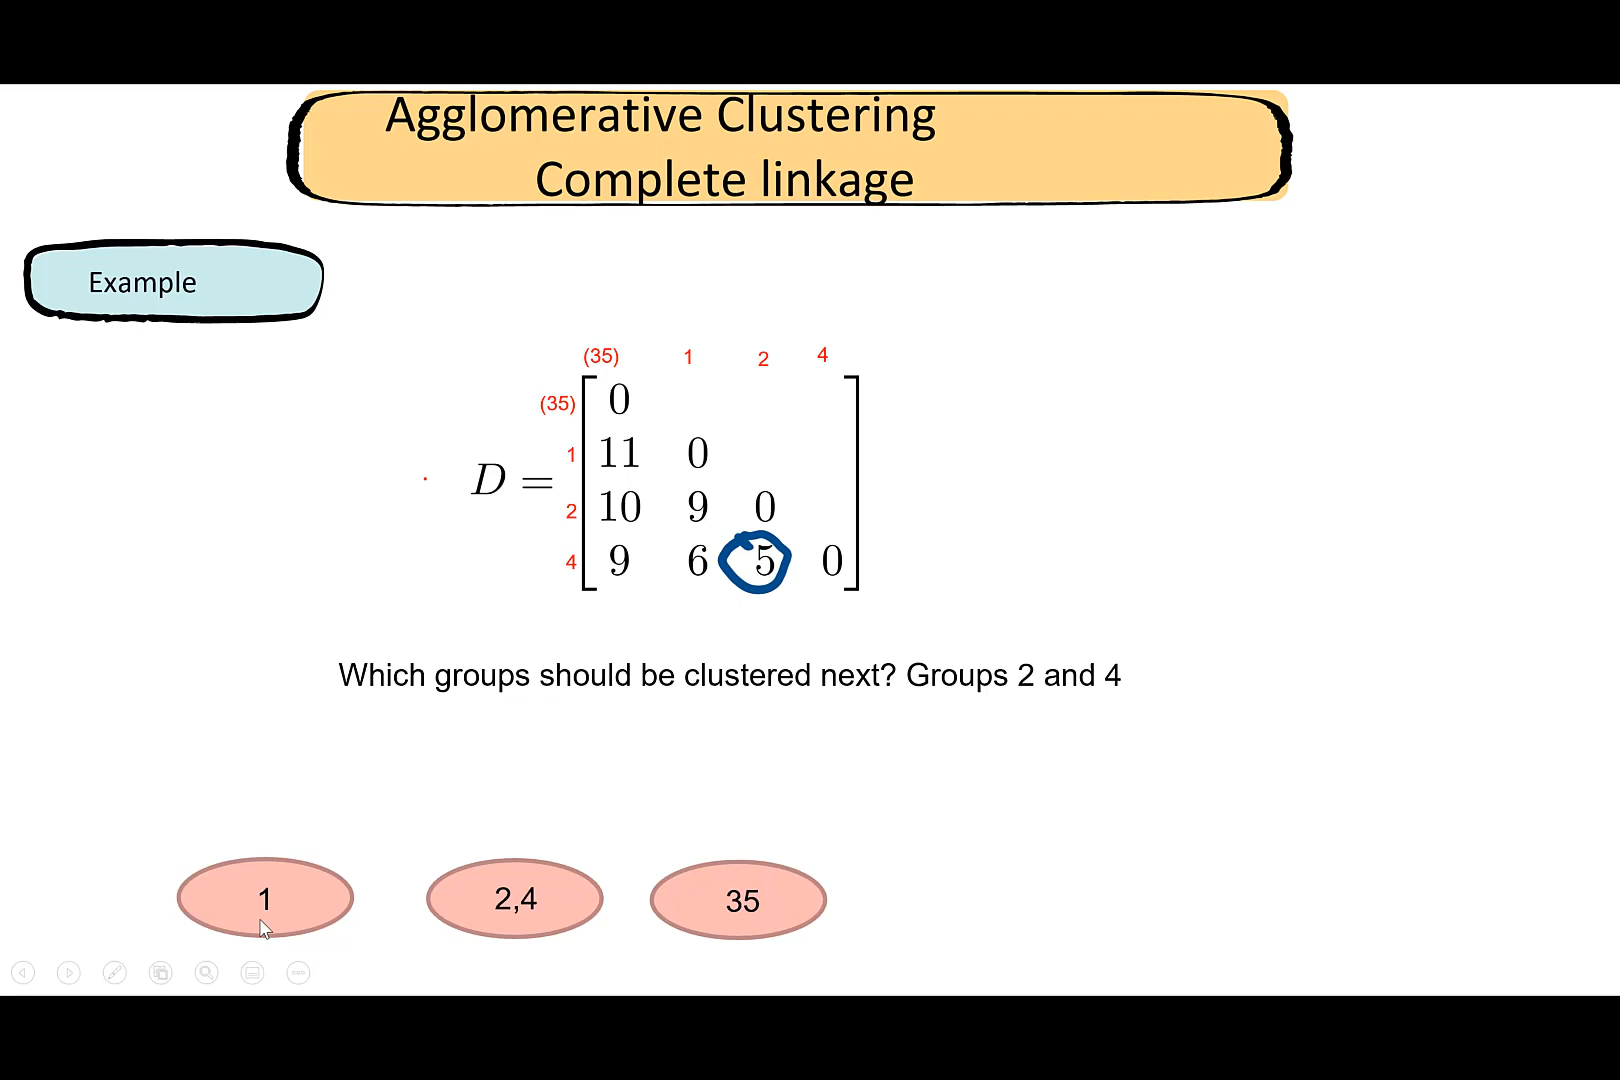 Agglomerative Clustering
Complete linkage
Example
(35) 1 2 4
(35) 0
1 11 0
D =
2 10 9 0
4 9 6 5 0
Which groups should be clustered next? Groups 2 and 4
1 2,4 35